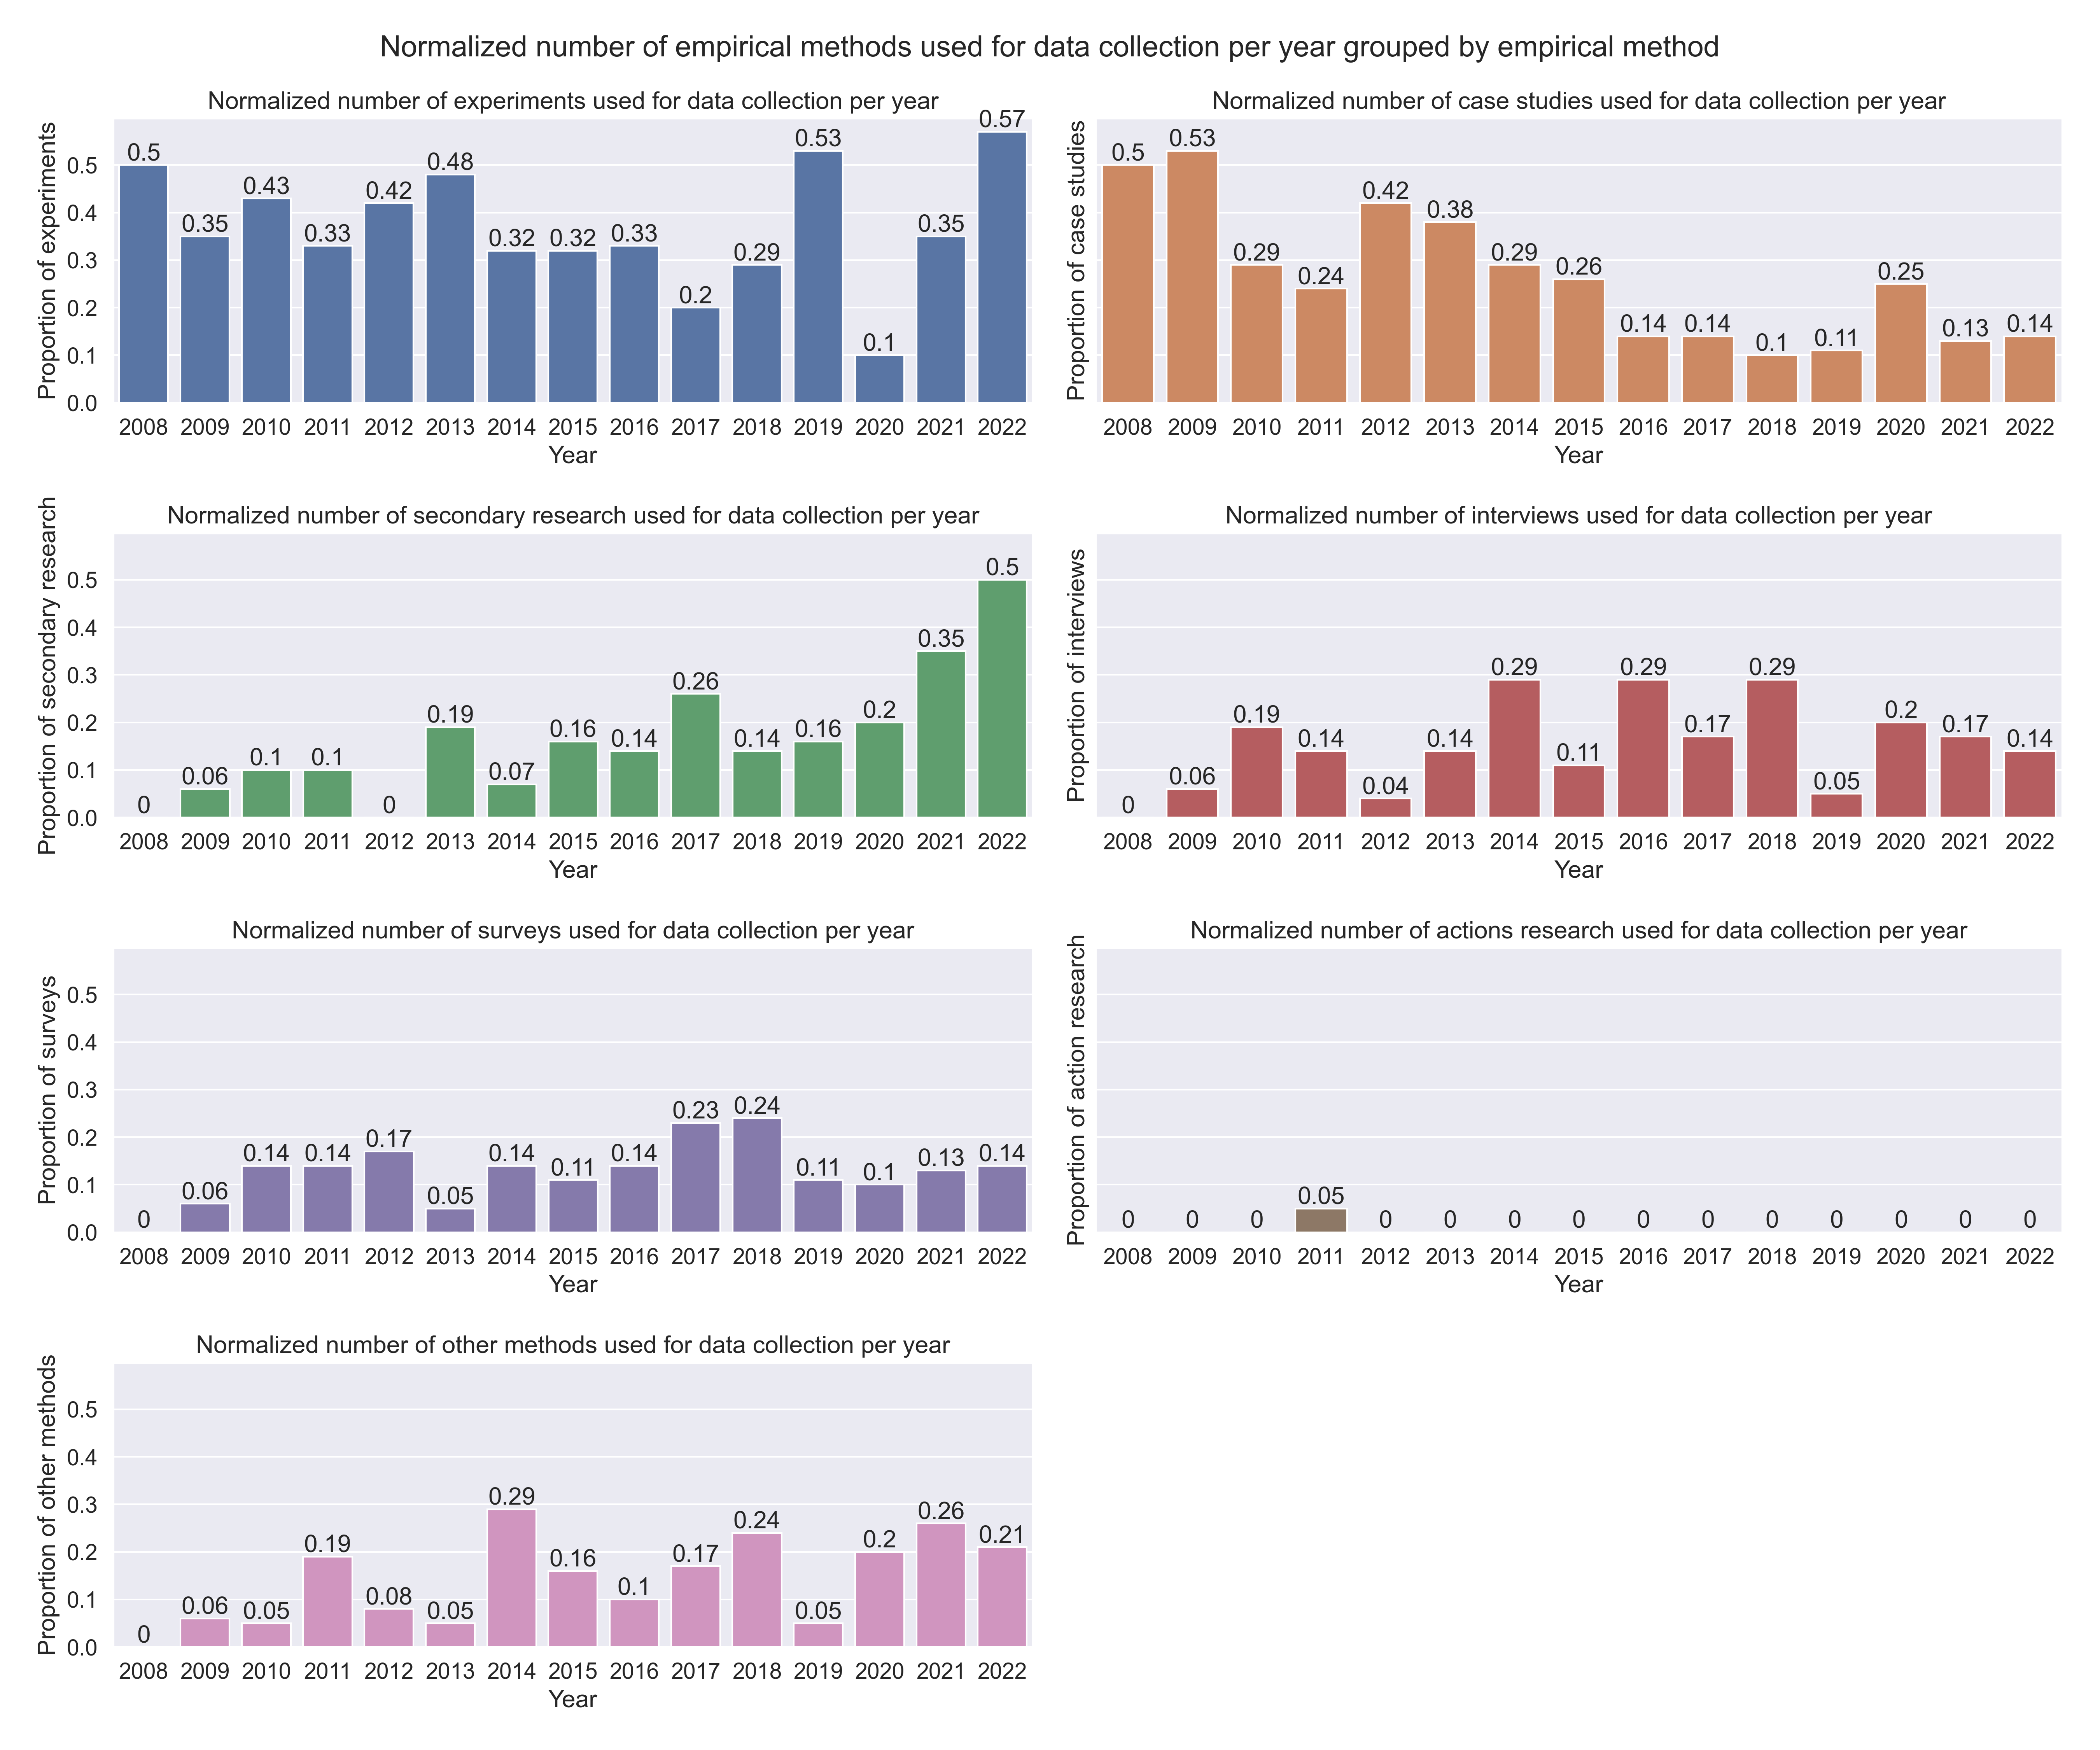 Normalized number of empirical methods used for data collection per year grouped by empirical method
Normalized number of experiments used for data collection per year
Proportion of experiments
0.5
0.4
0.3
0.2
0.1
0.0
0.5 0.35 0.43 0.33 0.42 0.48 0.32 0.32 0.33 0.2 0.29 0.53 0.1 0.35 0.57
2008 2009 2010 2011 2012 2013 2014 2015 2016 2017 2018 2019 2020 2021 2022
Year
Normalized number of case studies used for data collection per year
Proportion of case studies
0.5 0.53 0.29 0.24 0.42 0.38 0.29 0.26 0.14 0.14 0.1 0.11 0.25 0.13 0.14
2008 2009 2010 2011 2012 2013 2014 2015 2016 2017 2018 2019 2020 2021 2022
Year
Normalized number of secondary research used for data collection per year
Proportion of secondary research
0.5
0.4
0.3
0.2
0.1
0.0
0 0.06 0.1 0.1 0 0.19 0.07 0.16 0.14 0.26 0.14 0.16 0.2 0.35 0.5
2008 2009 2010 2011 2012 2013 2014 2015 2016 2017 2018 2019 2020 2021 2022
Year
Normalized number of interviews used for data collection per year
Proportion of interviews
0 0.06 0.19 0.14 0.04 0.14 0.29 0.11 0.29 0.17 0.29 0.05 0.2 0.17 0.14
2008 2009 2010 2011 2012 2013 2014 2015 2016 2017 2018 2019 2020 2021 2022
Year
Normalized number of surveys used for data collection per year
Proportion of surveys
0.5
0.4
0.3
0.2
0.1
0.0
0 0.06 0.14 0.14 0.17 0.05 0.14 0.11 0.14 0.23 0.24 0.11 0.1 0.13 0.14
2008 2009 2010 2011 2012 2013 2014 2015 2016 2017 2018 2019 2020 2021 2022
Year
Normalized number of actions research used for data collection per year
Proportion of action research
0 0 0 0.05 0 0 0 0 0 0 0 0 0 0 0
2008 2009 2010 2011 2012 2013 2014 2015 2016 2017 2018 2019 2020 2021 2022
Year
Normalized number of other methods used for data collection per year
Proportion of other methods
0.5
0.4
0.3
0.2
0.1
0.0
0 0.06 0.05 0.19 0.08 0.05 0.29 0.16 0.1 0.17 0.24 0.05 0.2 0.26 0.21
2008 2009 2010 2011 2012 2013 2014 2015 2016 2017 2018 2019 2020 2021 2022
Year